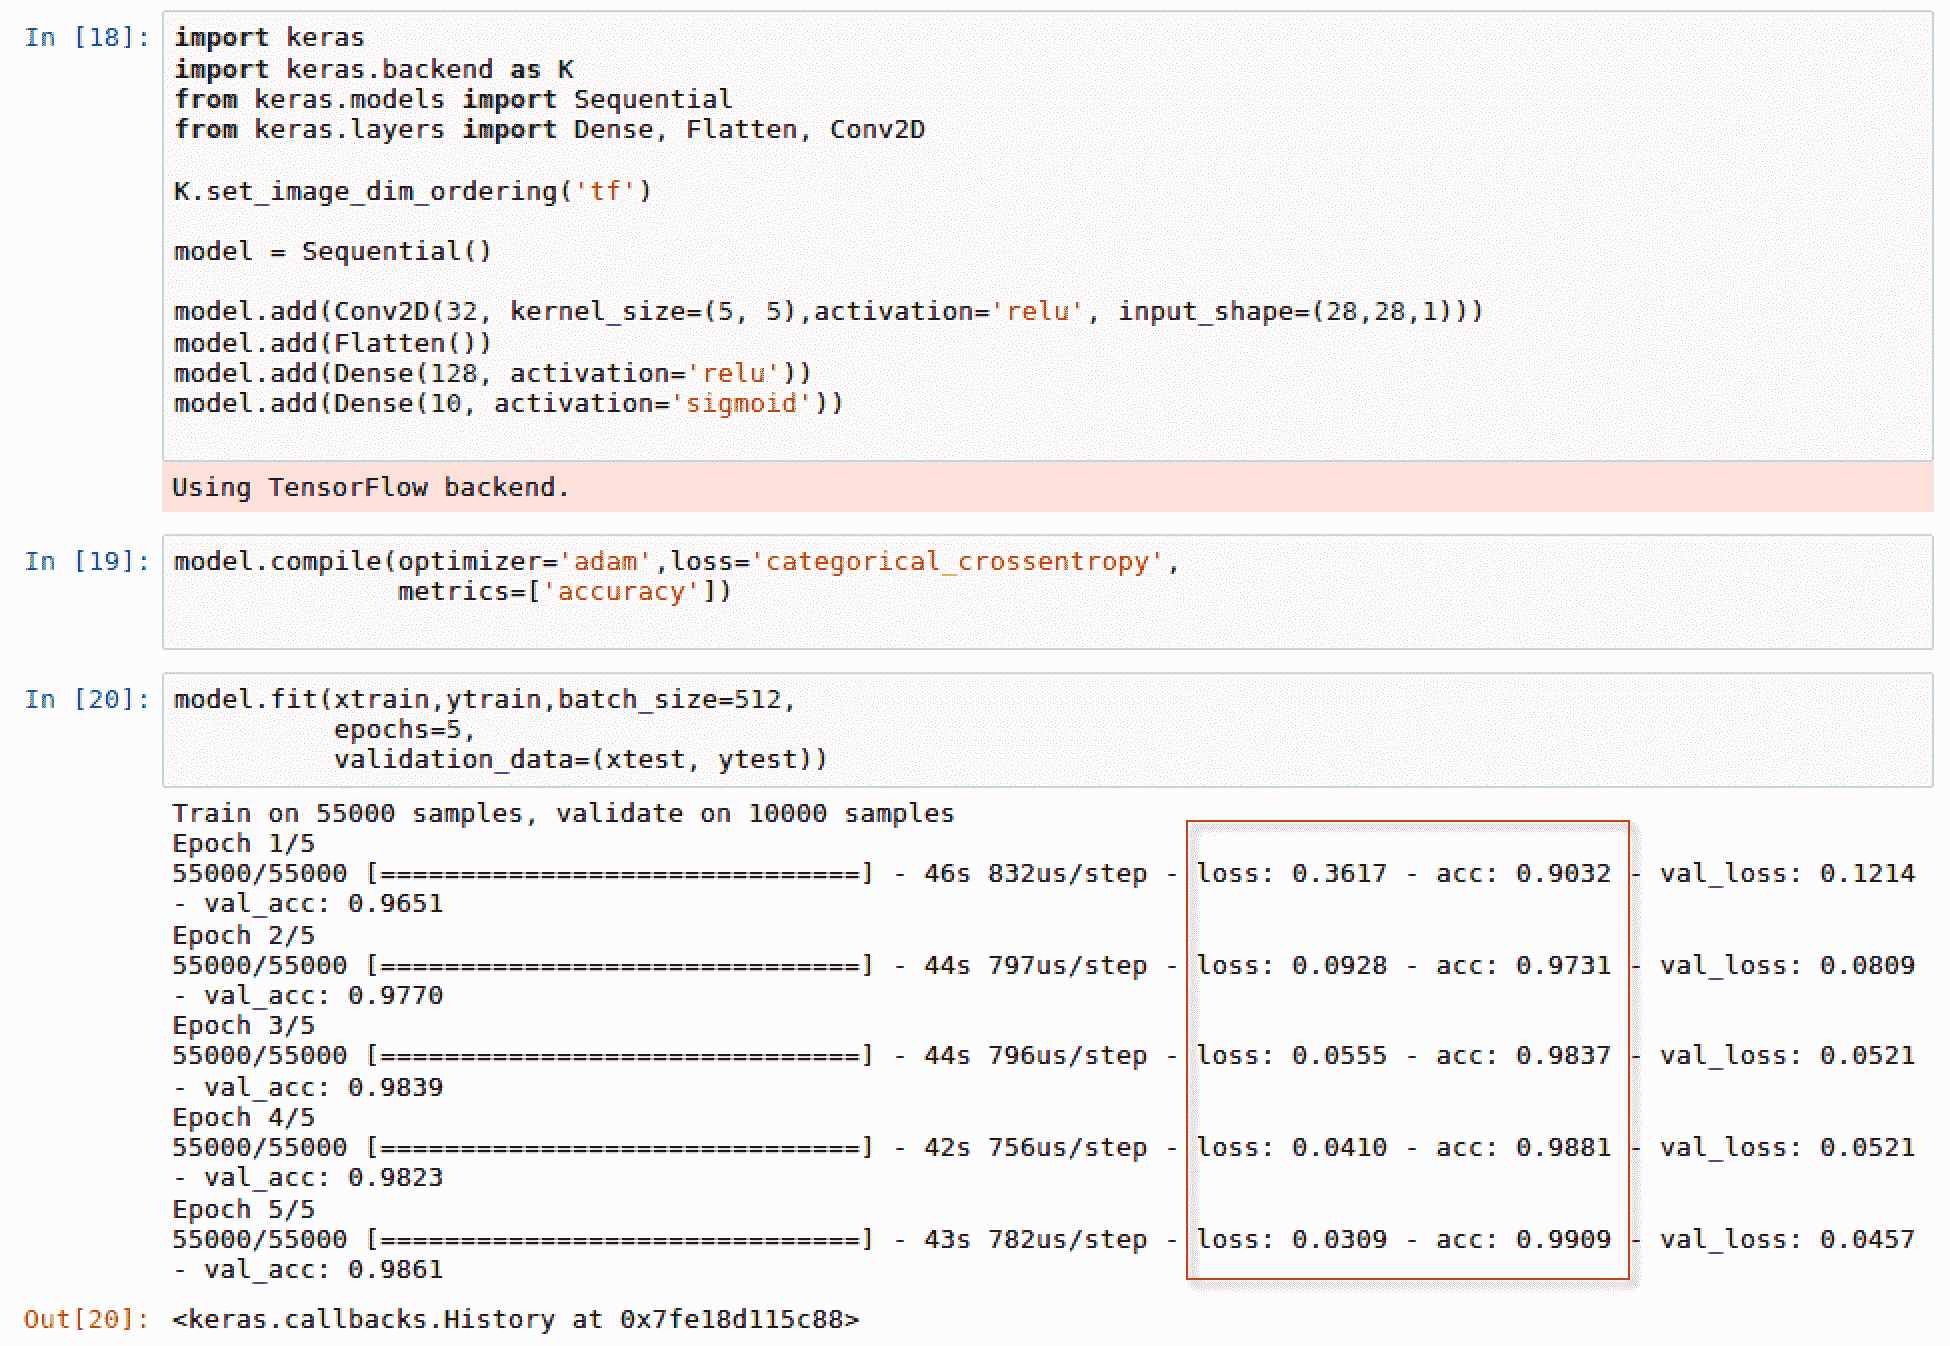 In [18]: import keras
import keras.backend as K
from keras.models import Sequential
from keras.layers import Dense, Flatten, Conv2D
K.set_image_dim_ordering('tf')
model = Sequential()
model.add(Conv2D(32, kernel_size=(5, 5),activation='relu', input_shape=(28,28,1)))
model.add(Flatten())
model.add(Dense(128, activation='relu'))
model.add(Dense(10, activation='sigmoid'))
Using TensorFlow backend.
In [19]: model.compile(optimizer='adam',loss='categorical_crossentropy',
metrics=['accuracy'])
In [20]: model.fit(xtrain,ytrain,batch_size=512,
epochs=5,
validation_data=(xtest, ytest))
Train on 55000 samples, validate on 10000 samples
Epoch 1/5
55000/55000 [==============================] - 46s 832us/step - loss: 0.3617 - acc: 0.9032 - val_loss: 0.1214
- val_acc: 0.9651
Epoch 2/5
55000/55000 [==============================] - 44s 797us/step - loss: 0.0928 - acc: 0.9731 - val_loss: 0.0809
- val_acc: 0.9770
Epoch 3/5
55000/55000 [==============================] - 44s 796us/step - loss: 0.0555 - acc: 0.9837 - val_loss: 0.0521
- val_acc: 0.9839
Epoch 4/5
55000/55000 [==============================] - 42s 756us/step - loss: 0.0410 - acc: 0.9881 - val_loss: 0.0521
- val_acc: 0.9823
Epoch 5/5
55000/55000 [==============================] - 43s 782us/step - loss: 0.0309 - acc: 0.9909 - val_loss: 0.0457
- val_acc: 0.9861
Out[20]: <keras.callbacks.History at 0x7fe18d115c88>